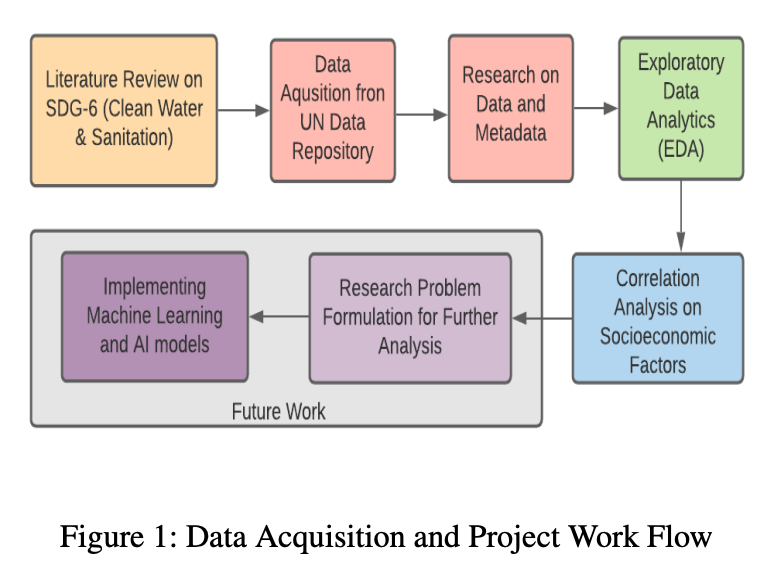 Literature Review on
SDG-6 (Clean Water
& Sanitation)
Data
Aqusition fron
UN Data
Repository
Research on
Data and
Metadata
Exploratory
Data
Analytics
(EDA)
Correlation
Analysis on
Socioeconomic
Factors
Research Problem
Formulation for Further
Analysis
Implementing
Machine Learning
and AI models
Future Work
Figure 1: Data Acquisition and Project Work Flow